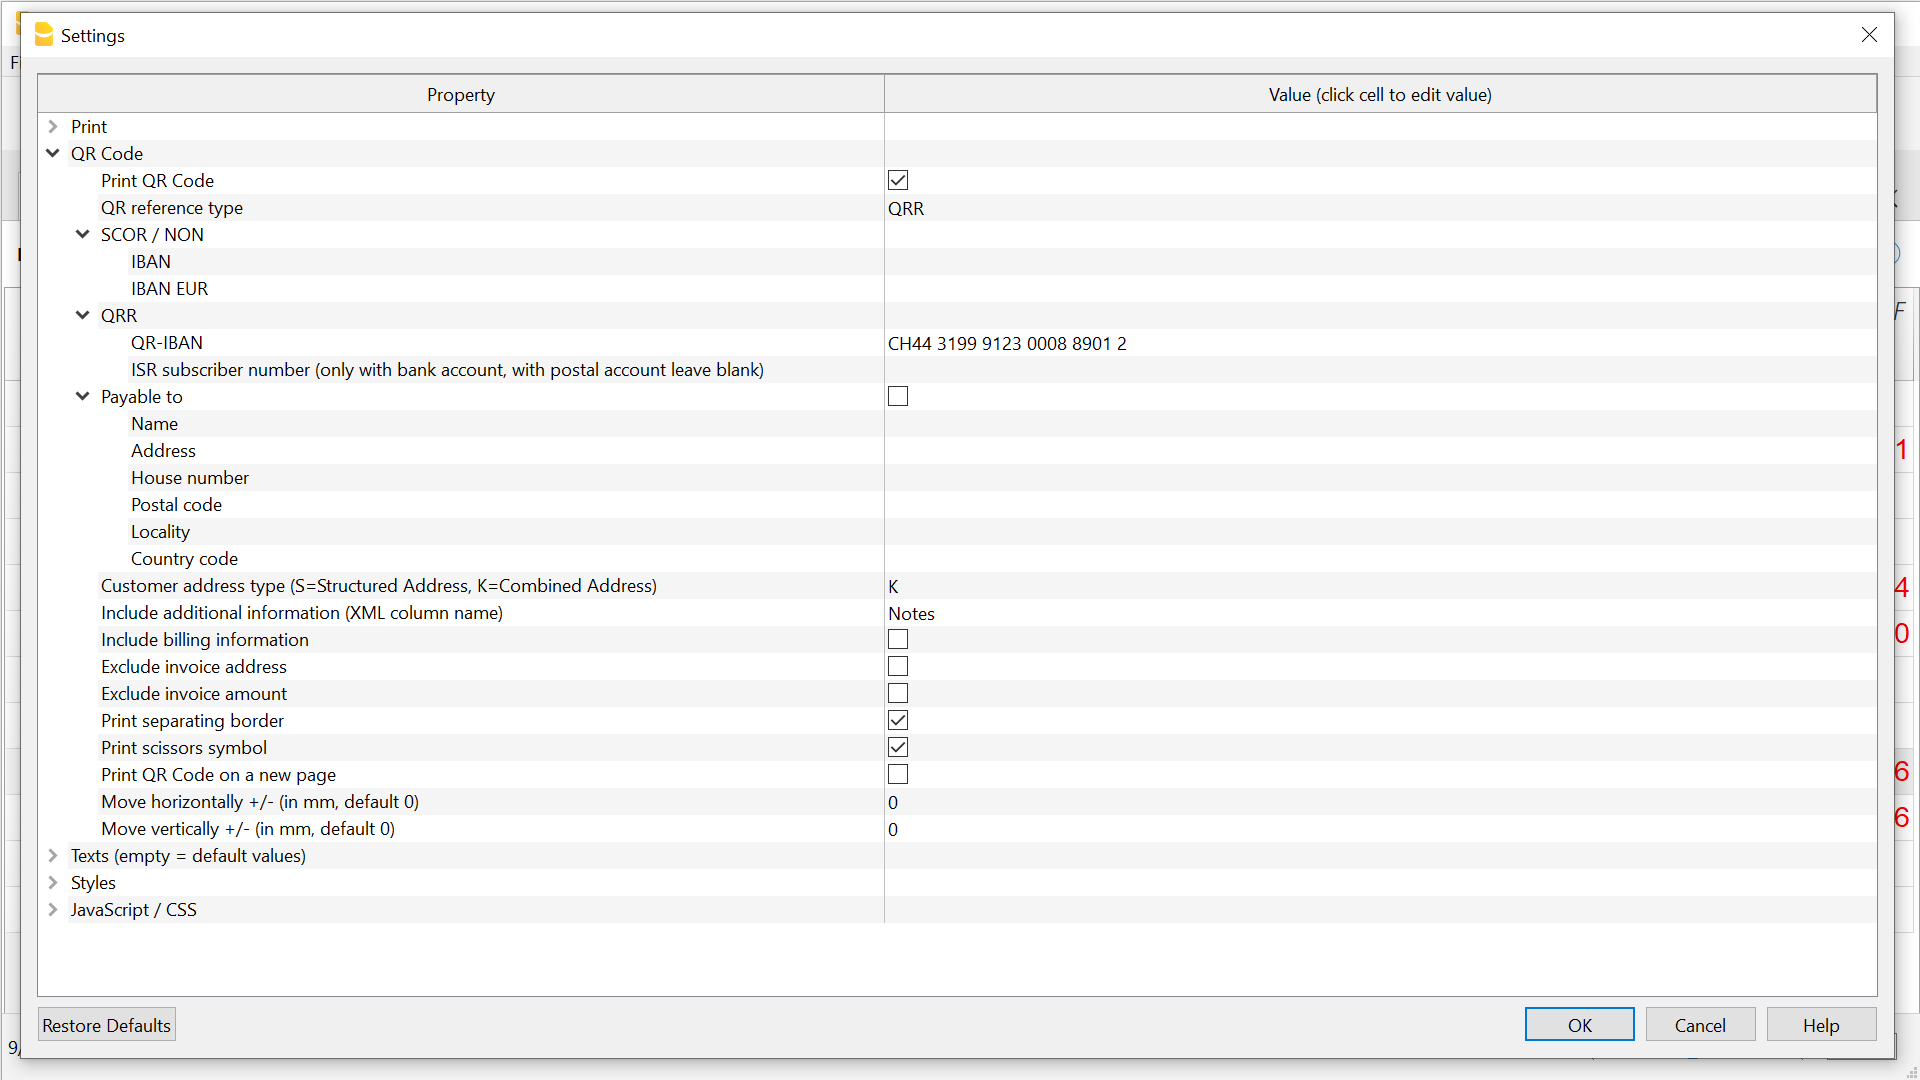 Settings
Property
Value (click cell to edit value)
Print
QR Code
Print QR Code
QR reference type
QRR
SCOR / NON
IBAN
IBAN EUR
QRR
QR-IBAN
CH44 3199 9123 0008 8901 2
ISR subscriber number (only with bank account, with postal account leave blank)
Payable to
Name
Address
House number
Postal code
Locality
Country code
Customer address type (S=Structured Address, K=Combined Address)
K
Include additional information (XML column name)
Notes
Include billing information
Exclude invoice address
Exclude invoice amount
Print separating border
Print scissors symbol
Print QR Code on a new page
Move horizontally +/- (in mm, default 0)
0
Move vertically +/- (in mm, default 0)
0
Texts (empty = default values)
Styles
JavaScript / CSS
1
4
0
6
6
Restore Defaults
OK
Cancel
Help